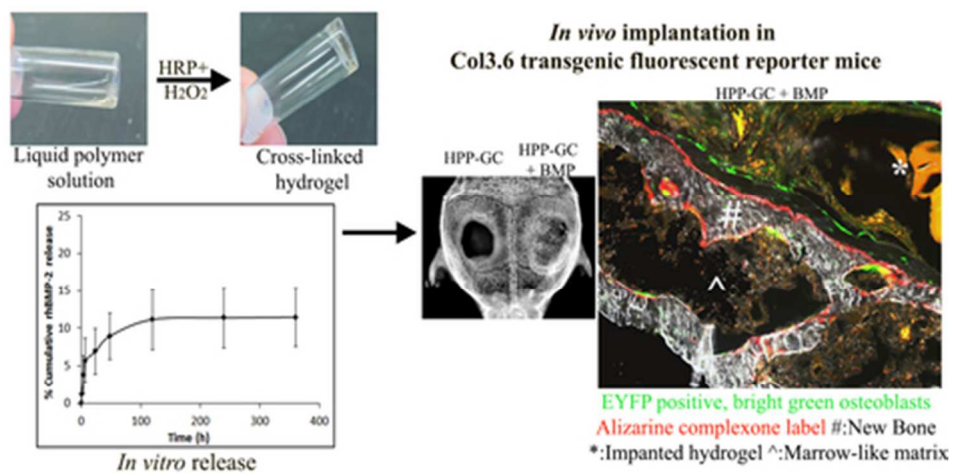 HRP+
H2O2
Liquid polymer
solution
Cross-linked
hydrogel
In vivo implantation in
Col3.6 transgenic fluorescent reporter mice
HPP-GC + BMP
HPP-GC
HPP-GC
+ BMP
*
#
^
25
20
15
10
5
0
% Cumulative rhBMP-2 release
0
100
200
300
400
Time (h)
In vitro release
EYFP positive, bright green osteoblasts
Alizarine complexone label #:New Bone
*:Impanted hydrogel ^:Marrow-like matrix